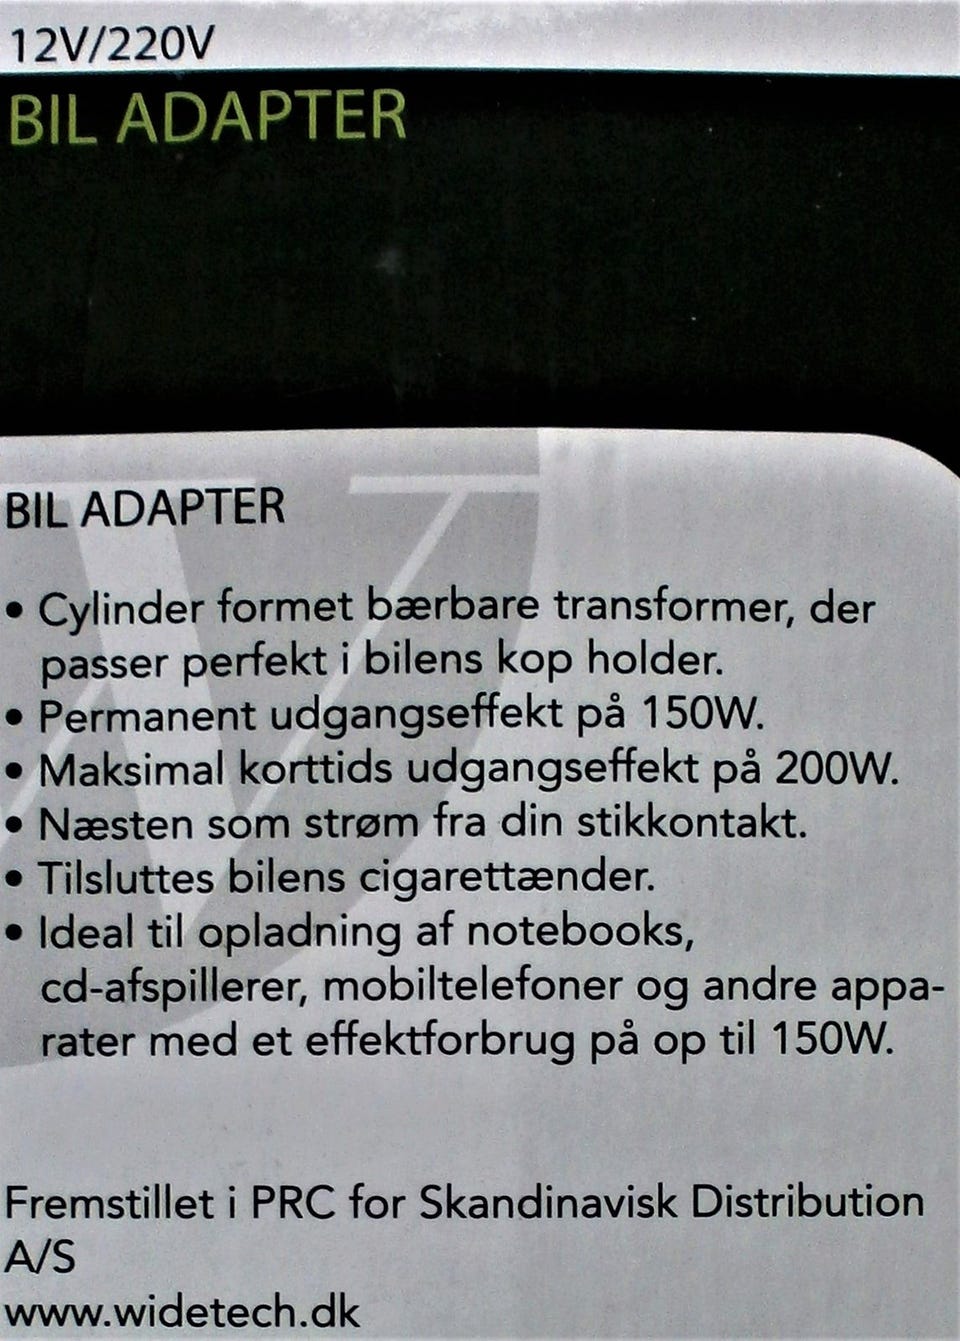 12V/220V
BIL ADAPTER
BIL ADAPTER
• Cylinder formet bærbare transformer, der
passer perfekt i bilens kop holder.
• Permanent udgangseffekt på 150W.
• Maksimal korttids udgangseffekt på 200W.
• Næsten som strøm fra din stikkontakt.
• Tilsluttes bilens cigarettænder.
• Ideal til opladning af notebooks,
cd-afspillerer, mobiltelefoner og andre appa-
rater med et effektforbrug på op til 150W.
Fremstillet i PRC for Skandinavisk Distribution
A/S
www.widetech.dk